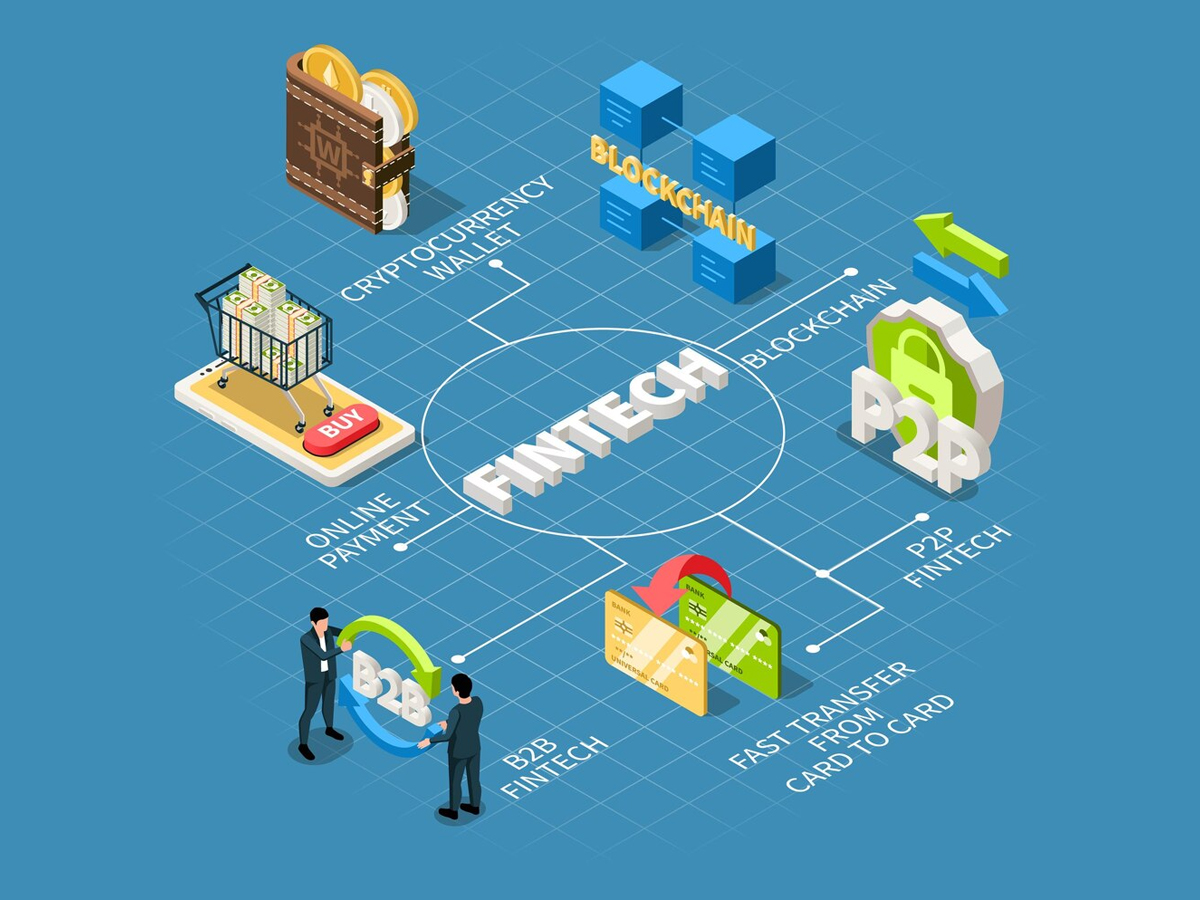 W
CRYPTOCURRENCY
WALLET
BLOCKCHAIN
BLOCKCHAIN
BUY
FINTECH
P2P
ONLINE
PAYMENT
P2P
FINTECH
BANK
**/**
UNIVERSAL CARD
BANK
**/**
RSAL CARD
B2B
B2B
FINTECH
FAST TRANSFER
FROM
CARD TO CARD